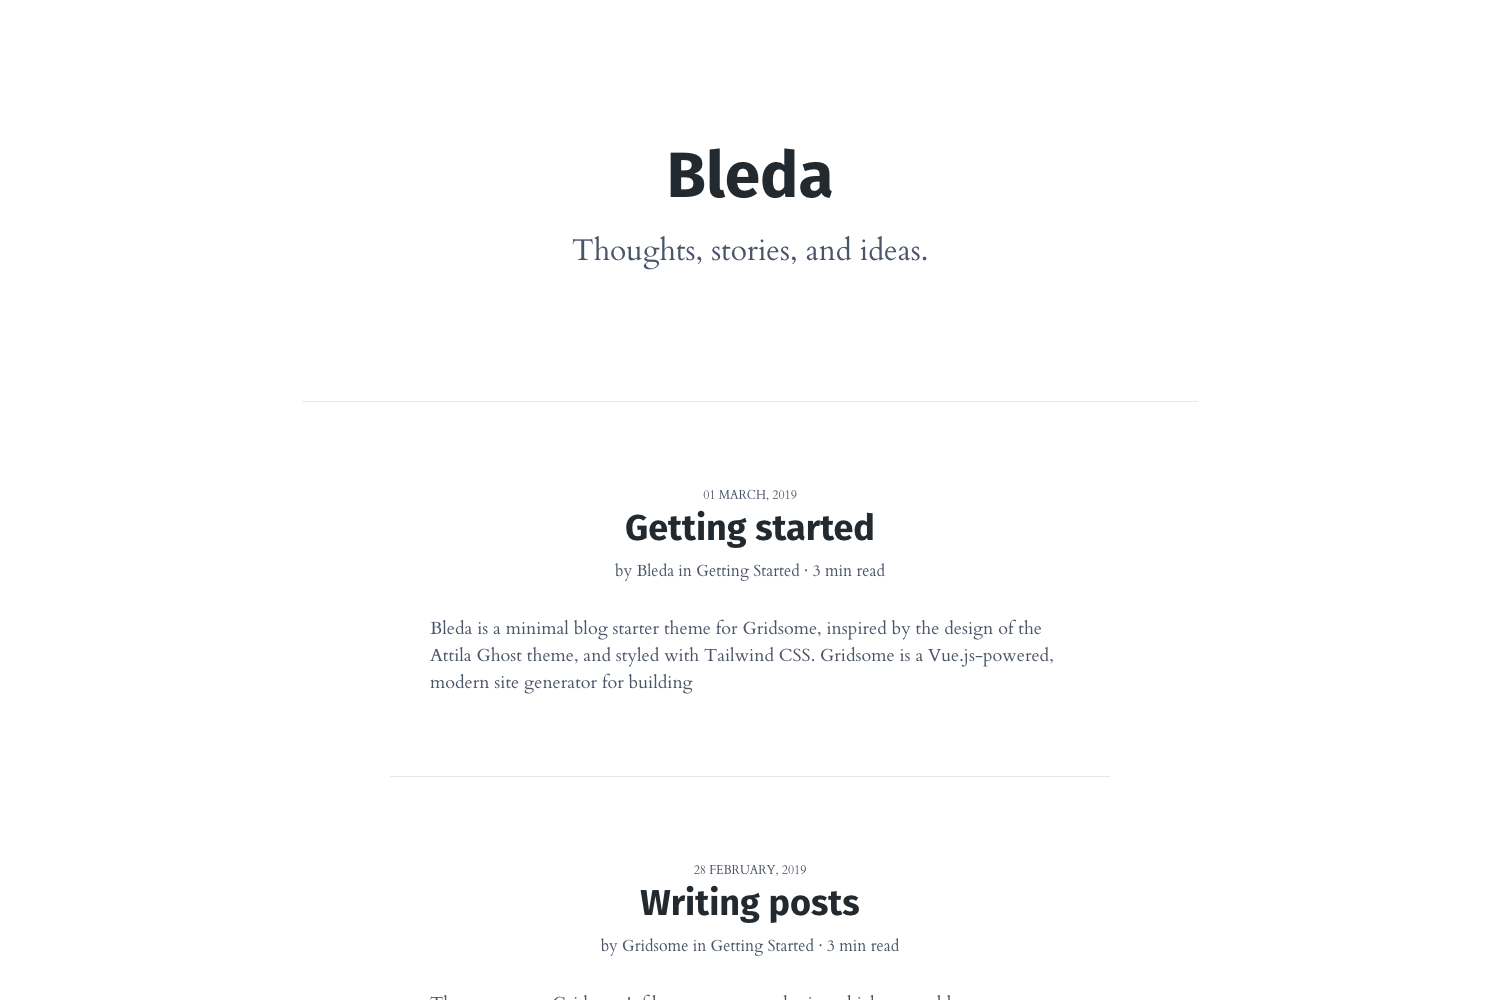 Bleda
Thoughts, stories, and ideas.
01 MARCH, 2019
Getting started
by Bleda in Getting Started · 3 min read
Bleda is a minimal blog starter theme for Gridsome, inspired by the design of the
Attila Ghost theme, and styled with Tailwind CSS. Gridsome is a Vue.js-powered,
modern site generator for building
28 FEBRUARY, 2019
Writing posts
by Gridsome in Getting Started · 3 min read